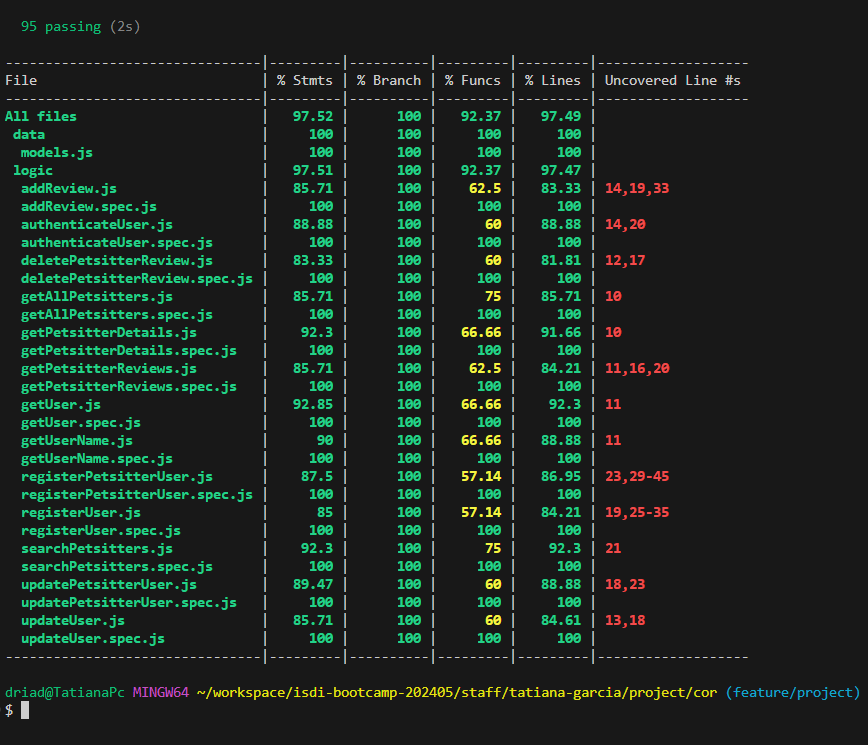 95 passing (2s)
-------------------------------|---------|----------|---------|---------|-------------------
File | % Stmts | % Branch | % Funcs | % Lines | Uncovered Line #s
-------------------------------|---------|----------|---------|---------|-------------------
All files | 97.52 | 100 | 92.37 | 97.49 |
data | 100 | 100 | 100 | 100 |
models.js | 100 | 100 | 100 | 100 |
logic | 97.51 | 100 | 92.37 | 97.47 |
addReview.js | 85.71 | 100 | 62.5 | 83.33 | 14,19,33
addReview.spec.js | 100 | 100 | 100 | 100 |
authenticateUser.js | 88.88 | 100 | 60 | 88.88 | 14,20
authenticateUser.spec.js | 100 | 100 | 100 | 100 |
deletePetsitterReview.js | 83.33 | 100 | 60 | 81.81 | 12,17
deletePetsitterReview.spec.js | 100 | 100 | 100 | 100 |
getAllPetsitters.js | 85.71 | 100 | 75 | 85.71 | 10
getAllPetsitters.spec.js | 100 | 100 | 100 | 100 |
getPetsitterDetails.js | 92.3 | 100 | 66.66 | 91.66 | 10
getPetsitterDetails.spec.js | 100 | 100 | 100 | 100 |
getPetsitterReviews.js | 85.71 | 100 | 62.5 | 84.21 | 11,16,20
getPetsitterReviews.spec.js | 100 | 100 | 100 | 100 |
getUser.js | 92.85 | 100 | 66.66 | 92.3 | 11
getUser.spec.js | 100 | 100 | 100 | 100 |
getUserName.js | 90 | 100 | 66.66 | 88.88 | 11
getUserName.spec.js | 100 | 100 | 100 | 100 |
registerPetsitterUser.js | 87.5 | 100 | 57.14 | 86.95 | 23,29-45
registerPetsitterUser.spec.js | 100 | 100 | 100 | 100 |
registerUser.js | 85 | 100 | 57.14 | 84.21 | 19,25-35
registerUser.spec.js | 100 | 100 | 100 | 100 |
searchPetsitters.js | 92.3 | 100 | 75 | 92.3 | 21
searchPetsitters.spec.js | 100 | 100 | 100 | 100 |
updatePetsitterUser.js | 89.47 | 100 | 60 | 88.88 | 18,23
updatePetsitterUser.spec.js | 100 | 100 | 100 | 100 |
updateUser.js | 85.71 | 100 | 60 | 84.61 | 13,18
updateUser.spec.js | 100 | 100 | 100 | 100 |
-------------------------------|---------|----------|---------|---------|-------------------
driad@TatianaPc MINGW64 ~/workspace/isdi-bootcamp-202405/staff/tatiana-garcia/project/cor (feature/project)
$